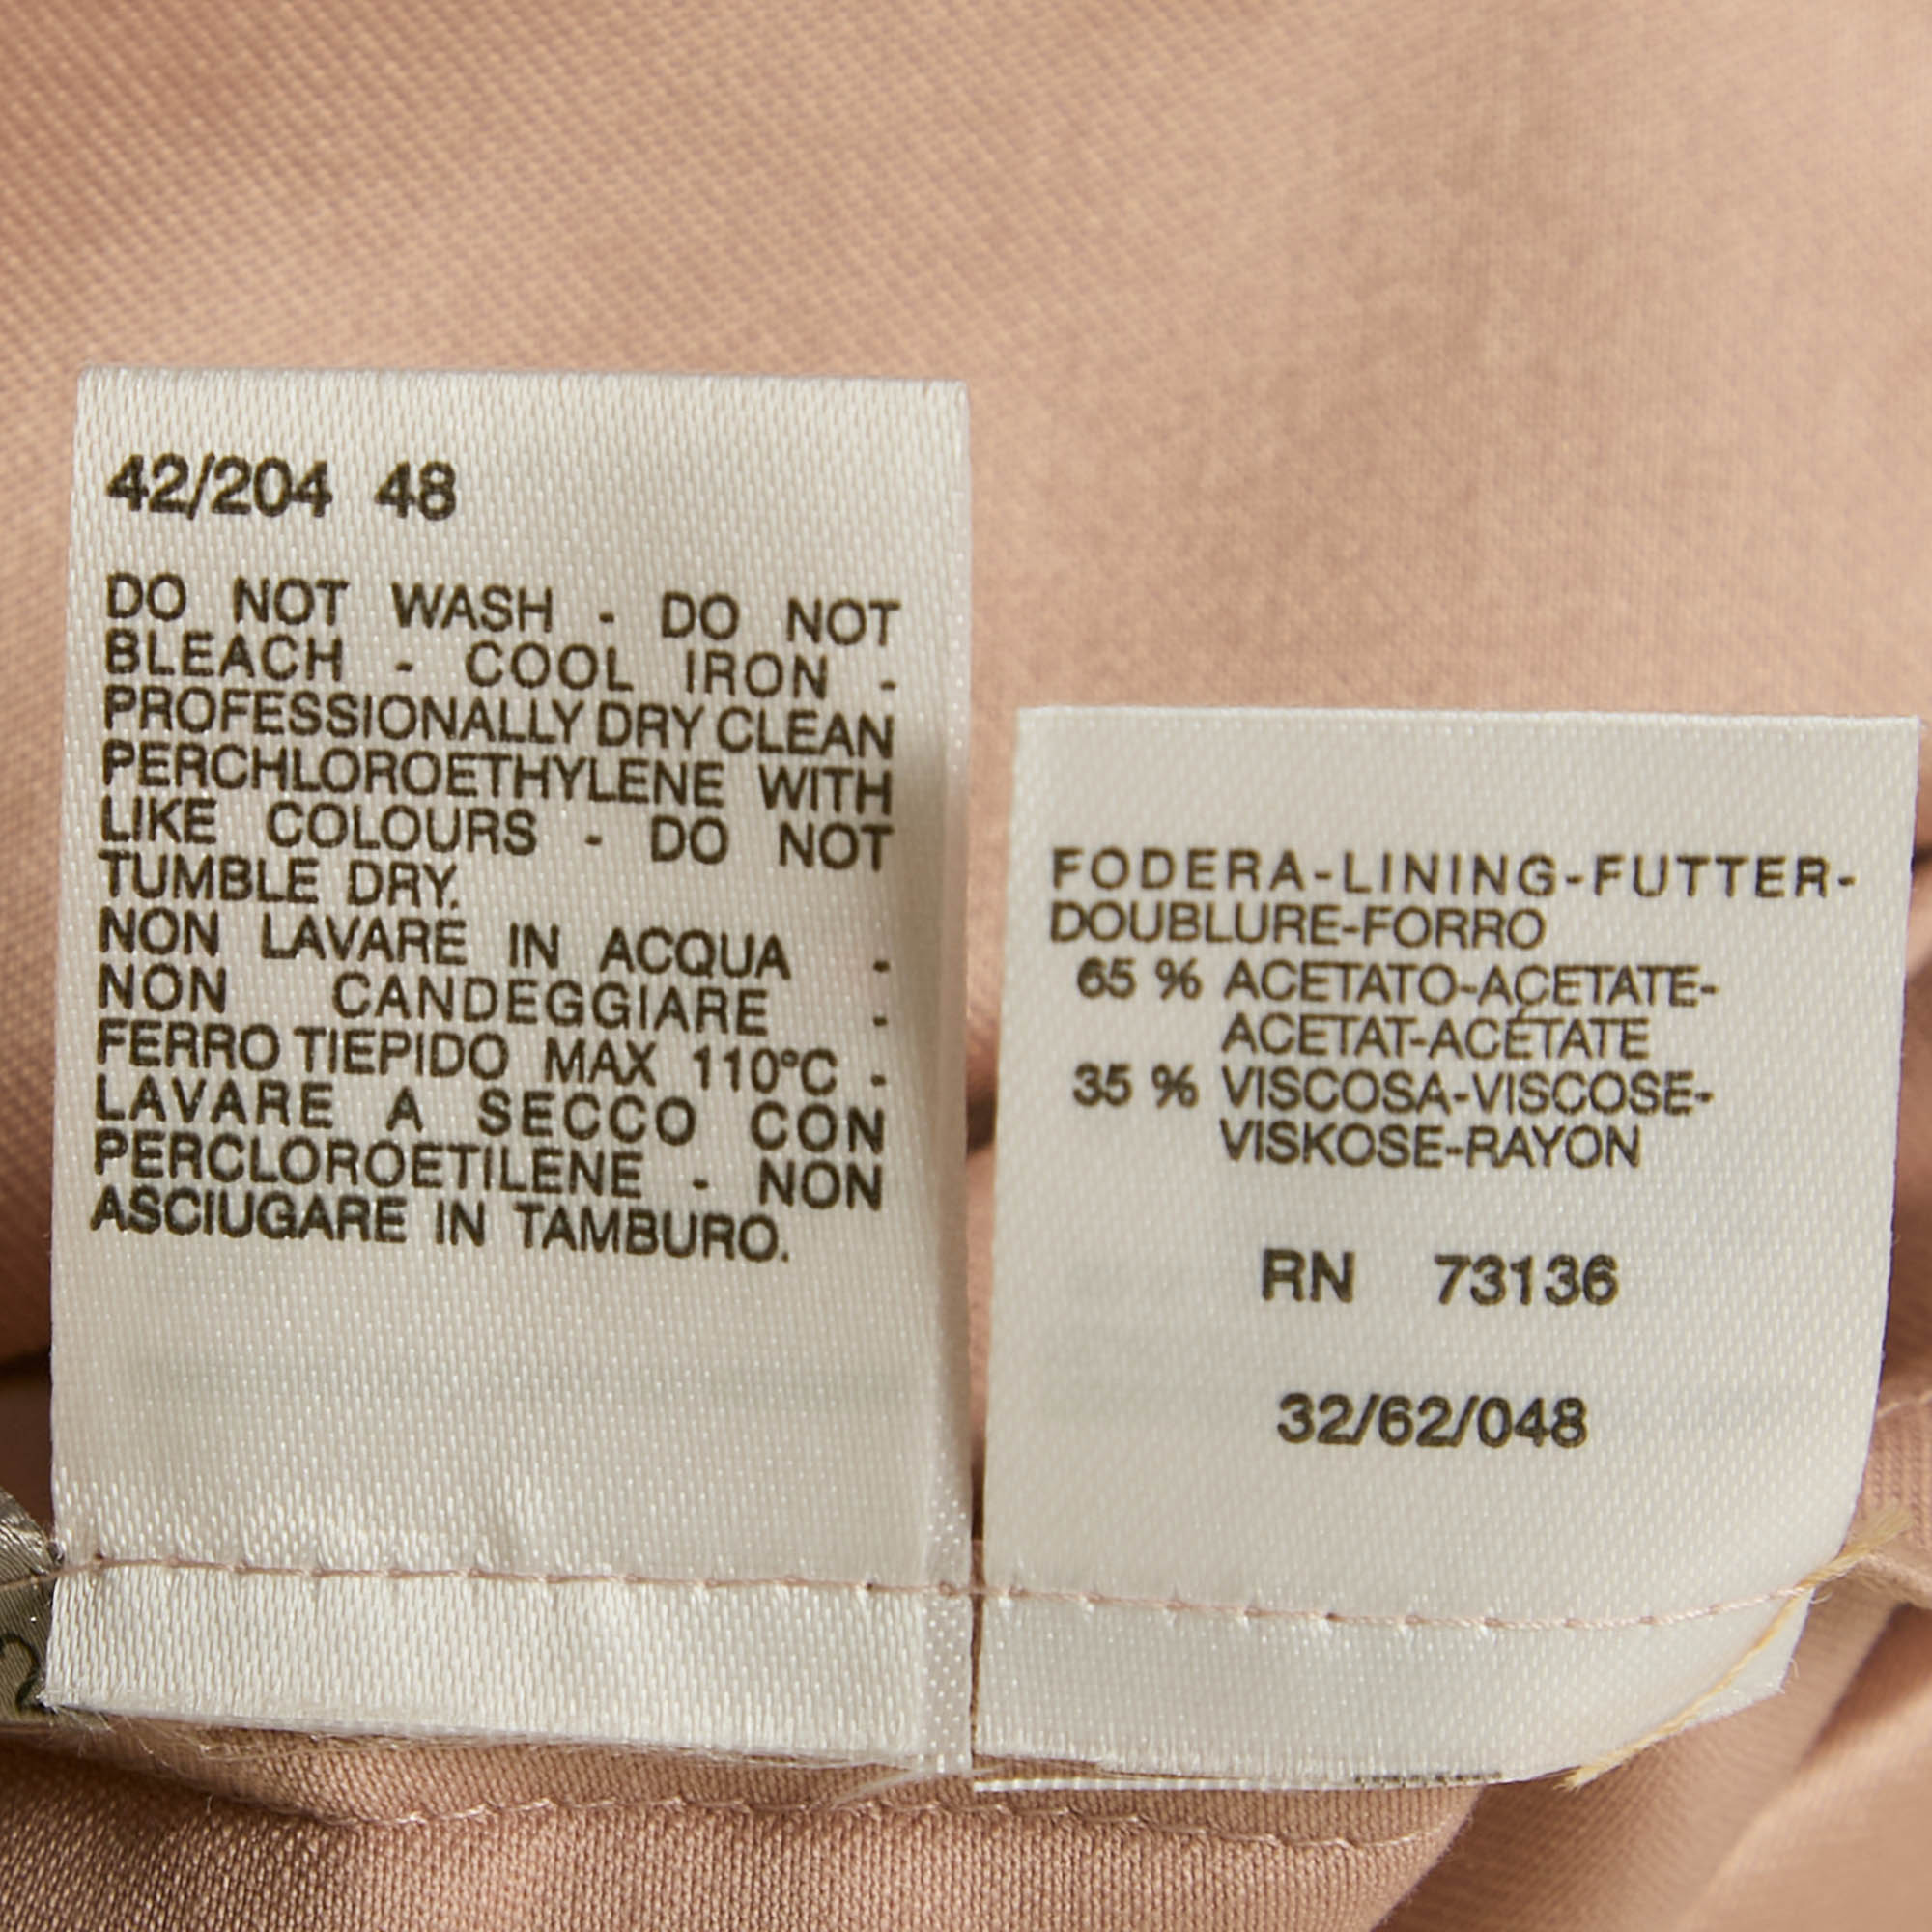 42/204 48
DO NOT WASH - DO NOT
BLEACH - COOL IRON -
PROFESSIONALLY DRY CLEAN
PERCHLOROETHYLENE WITH
LIKE COLOURS - DO NOT
TUMBLE DRY.
NON LAVARE IN ACQUA -
NON CANDEGGIARE -
FERRO TIEPIDO MAX 110°C -
LAVARE A SECCO CON
PERCLOROETILENE - NON
ASCIUGARE IN TAMBURO.
FODERA-LINING-FUTTER-
DOUBLURE-FORRO
65 % ACETATO-ACETATE-
ACETAT-ACÉTATE
35 % VISCOSA-VISCOSE-
VISKOSE-RAYON
RN 73136
32/62/048
2